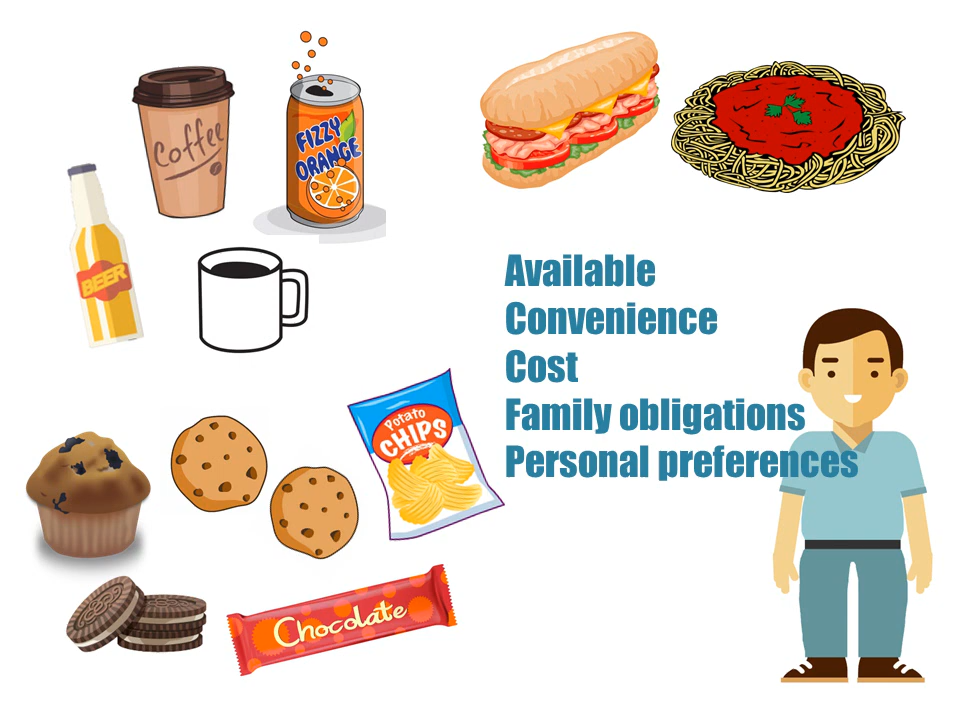 Coffee
FIZZY
ORANGE
BEER
Available
Convenience
Cost
Family obligations
Personal preferences
Potato
CHIPS
Chocolate